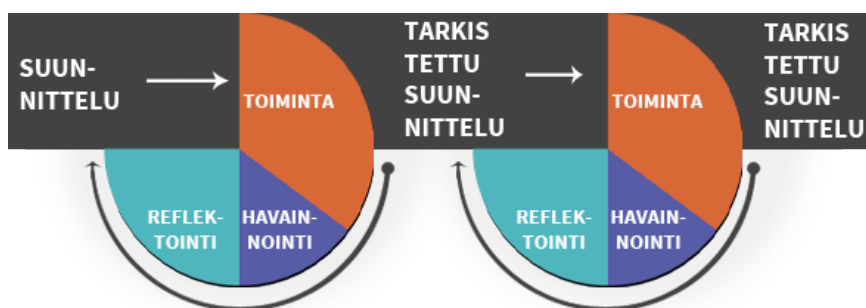 SUUN-
NITTELU
TOIMINTA
HAVAIN-
NOINTI
REFLEK-
TOINTI
TARKIS
TETTU
SUUN-
NITTELU
TOIMINTA
HAVAIN-
NOINTI
REFLEK-
TOINTI
TARKIS
TETTU
SUUN-
NITTELU